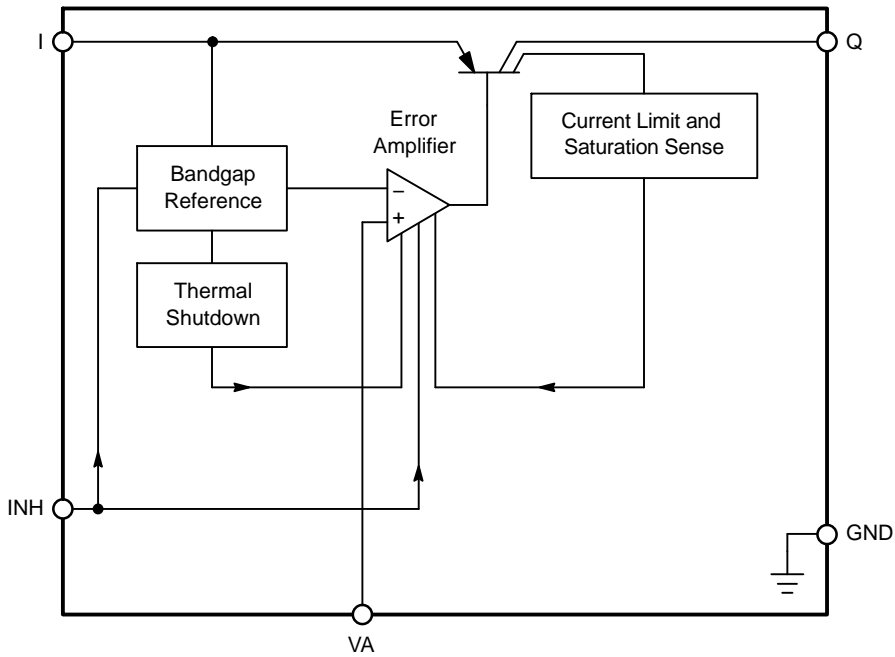 I
Q
Error
Amplifier
Current Limit and
Saturation Sense
Bandgap
Reference
−
+
Thermal
Shutdown
INH
GND
VA